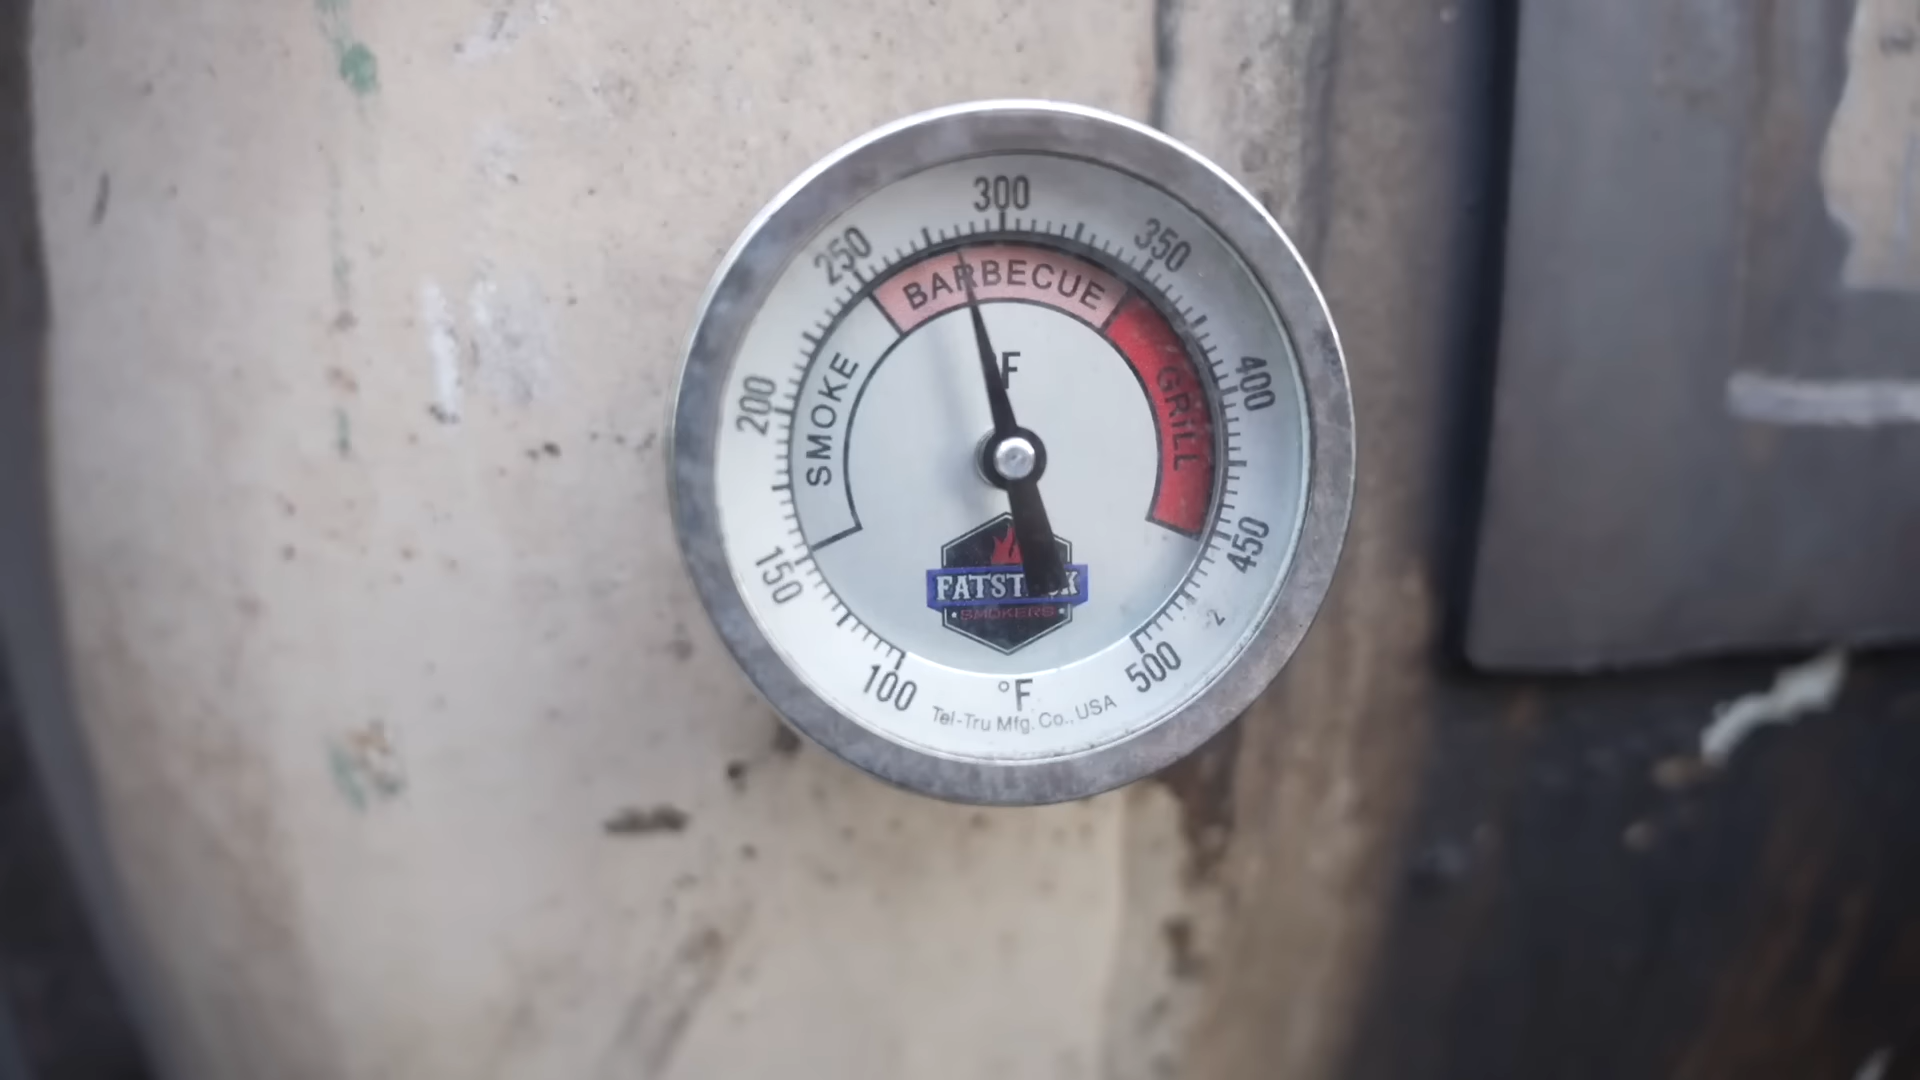 300
250
350
BARBECUE
200
400
SMOKE
°F
GRILL
150
450
FATST
SMOKERS
2
100
500
°F
Tel-Tru Mfg. Co., USA